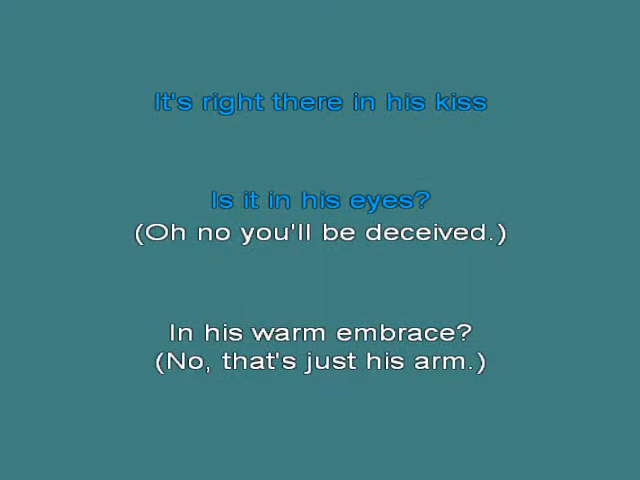 It's right there in his kiss
Is it in his eyes?
(Oh no you'll be deceived.)
In his warm embrace?
(No, that's just his arm.)